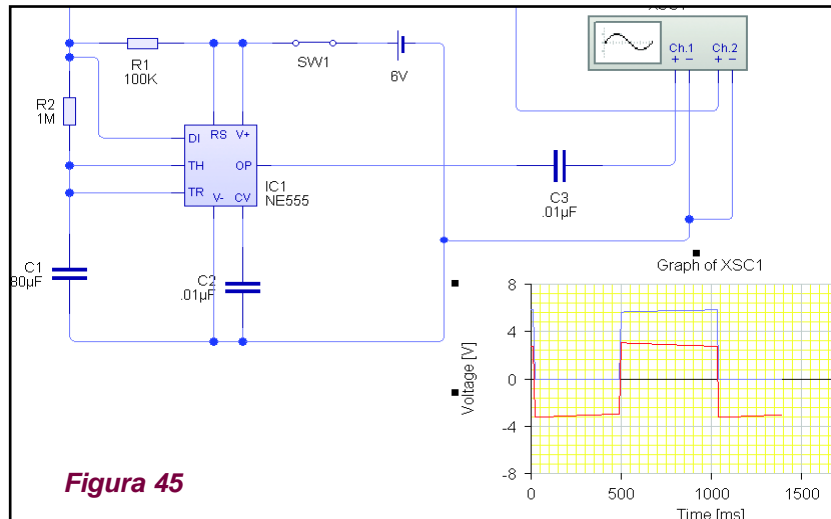 Ch.1 Ch.2
+ − + −
R1
100K
SW1
6V
R2
1M
DI RS V+
TH OP
TR V- CV
IC1
NE555
C3
.01µF
C1
80µF
C2
.01µF
Graph of XSC1
Voltage [V]
8
4
0
-4
-8
0 500 1000 1500
Time [ms]
Figura 45